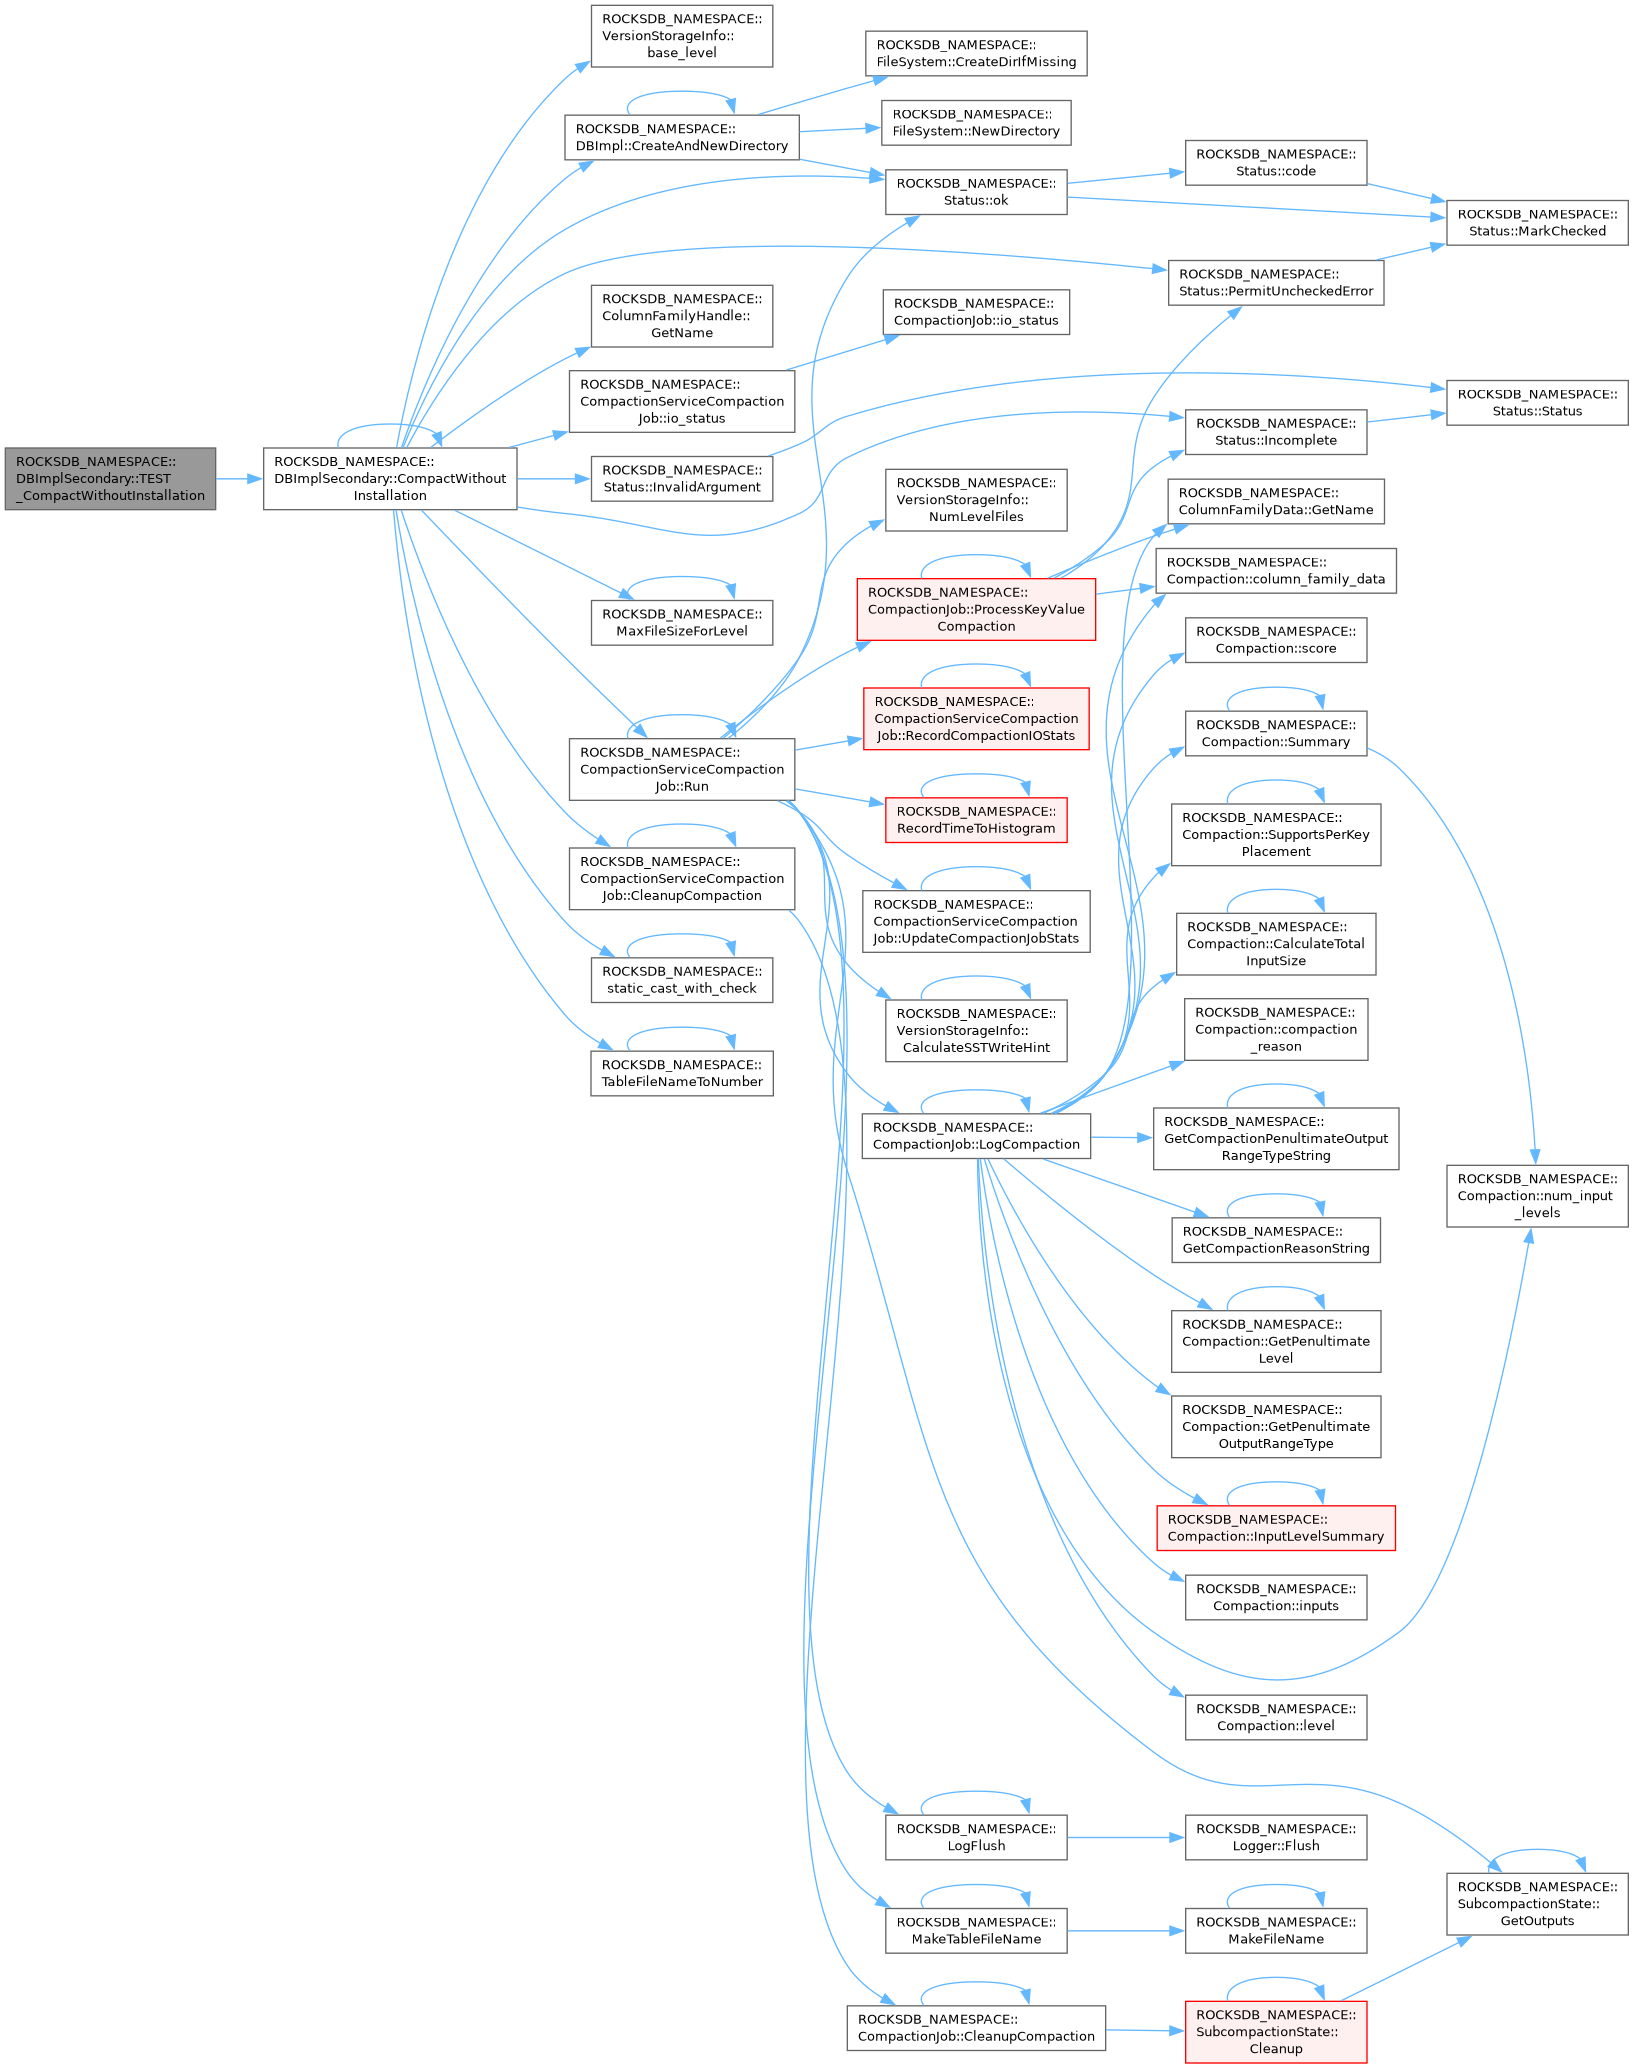 ROCKSDB_NAMESPACE::
DBImplSecondary::TEST
_CompactWithoutInstallation
ROCKSDB_NAMESPACE::
DBImplSecondary::CompactWithout
Installation
ROCKSDB_NAMESPACE::
VersionStorageInfo::
base_level
ROCKSDB_NAMESPACE::
DBImpl::CreateAndNewDirectory
ROCKSDB_NAMESPACE::
ColumnFamilyHandle::
GetName
ROCKSDB_NAMESPACE::
CompactionServiceCompaction
Job::io_status
ROCKSDB_NAMESPACE::
Status::InvalidArgument
ROCKSDB_NAMESPACE::
MaxFileSizeForLevel
ROCKSDB_NAMESPACE::
CompactionServiceCompaction
Job::Run
ROCKSDB_NAMESPACE::
CompactionServiceCompaction
Job::CleanupCompaction
ROCKSDB_NAMESPACE::
static_cast_with_check
ROCKSDB_NAMESPACE::
TableFileNameToNumber
ROCKSDB_NAMESPACE::
FileSystem::CreateDirIfMissing
ROCKSDB_NAMESPACE::
FileSystem::NewDirectory
ROCKSDB_NAMESPACE::
Status::ok
ROCKSDB_NAMESPACE::
CompactionJob::io_status
ROCKSDB_NAMESPACE::
VersionStorageInfo::
NumLevelFiles
ROCKSDB_NAMESPACE::
CompactionJob::ProcessKeyValue
Compaction
ROCKSDB_NAMESPACE::
CompactionServiceCompaction
Job::RecordCompactionIOStats
ROCKSDB_NAMESPACE::
RecordTimeToHistogram
ROCKSDB_NAMESPACE::
CompactionServiceCompaction
Job::UpdateCompactionJobStats
ROCKSDB_NAMESPACE::
VersionStorageInfo::
CalculateSSTWriteHint
ROCKSDB_NAMESPACE::
CompactionJob::LogCompaction
ROCKSDB_NAMESPACE::
LogFlush
ROCKSDB_NAMESPACE::
MakeTableFileName
ROCKSDB_NAMESPACE::
CompactionJob::CleanupCompaction
ROCKSDB_NAMESPACE::
Status::code
ROCKSDB_NAMESPACE::
Status::PermitUncheckedError
ROCKSDB_NAMESPACE::
Status::Incomplete
ROCKSDB_NAMESPACE::
ColumnFamilyData::GetName
ROCKSDB_NAMESPACE::
Compaction::column_family_data
ROCKSDB_NAMESPACE::
Compaction::score
ROCKSDB_NAMESPACE::
Compaction::Summary
ROCKSDB_NAMESPACE::
Compaction::SupportsPerKey
Placement
ROCKSDB_NAMESPACE::
Compaction::CalculateTotal
InputSize
ROCKSDB_NAMESPACE::
Compaction::compaction
_reason
ROCKSDB_NAMESPACE::
GetCompactionPenultimateOutput
RangeTypeString
ROCKSDB_NAMESPACE::
GetCompactionReasonString
ROCKSDB_NAMESPACE::
Compaction::GetPenultimate
Level
ROCKSDB_NAMESPACE::
Compaction::GetPenultimate
OutputRangeType
ROCKSDB_NAMESPACE::
Compaction::InputLevelSummary
ROCKSDB_NAMESPACE::
Compaction::inputs
ROCKSDB_NAMESPACE::
Compaction::level
ROCKSDB_NAMESPACE::
Logger::Flush
ROCKSDB_NAMESPACE::
MakeFileName
ROCKSDB_NAMESPACE::
SubcompactionState::
Cleanup
ROCKSDB_NAMESPACE::
Status::MarkChecked
ROCKSDB_NAMESPACE::
Status::Status
ROCKSDB_NAMESPACE::
Compaction::num_input
_levels
ROCKSDB_NAMESPACE::
SubcompactionState::
GetOutputs